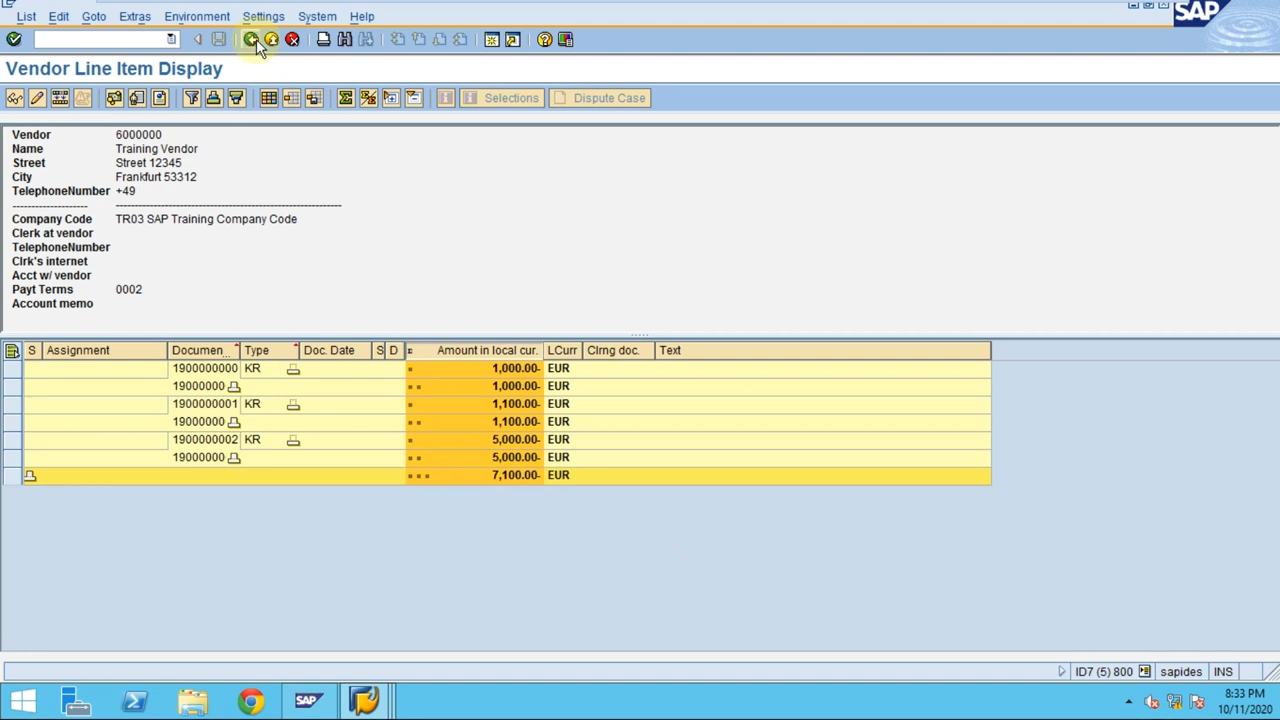 List Edit Goto Extras Environment Settings System Help
SAP
Vendor Line Item Display
Selections Dispute Case
Vendor 6000000
Name Training Vendor
Street Street 12345
City Frankfurt 53312
TelephoneNumber +49
-------------------- ------------------------------------------------------------
Company Code TR03 SAP Training Company Code
Clerk at vendor
TelephoneNumber
Clrk's internet
Acct w/ vendor
Payt Terms 0002
Account memo
S Assignment Documen... Type Doc. Date S D Amount in local cur. LCurr Clrng doc. Text
1900000000 KR 1,000.00- EUR
19000000 1,000.00- EUR
1900000001 KR 1,100.00- EUR
19000000 1,100.00- EUR
1900000002 KR 5,000.00- EUR
19000000 5,000.00- EUR
7,100.00- EUR
ID7 (5) 800 sapides INS
SAP
8:33 PM
10/11/2020